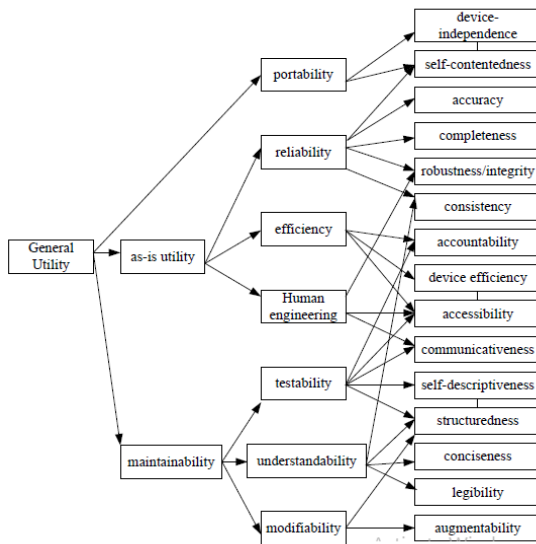 device-
independence
self-contentedness
portability
accuracy
completeness
reliability
robustness/integrity
consistency
efficiency
accountability
General
Utility
as-is utility
device efficiency
Human
engineering
accessibility
communicativeness
testability
self-descriptiveness
structuredness
maintainability
understandability
conciseness
legibility
modifiability
augmentability